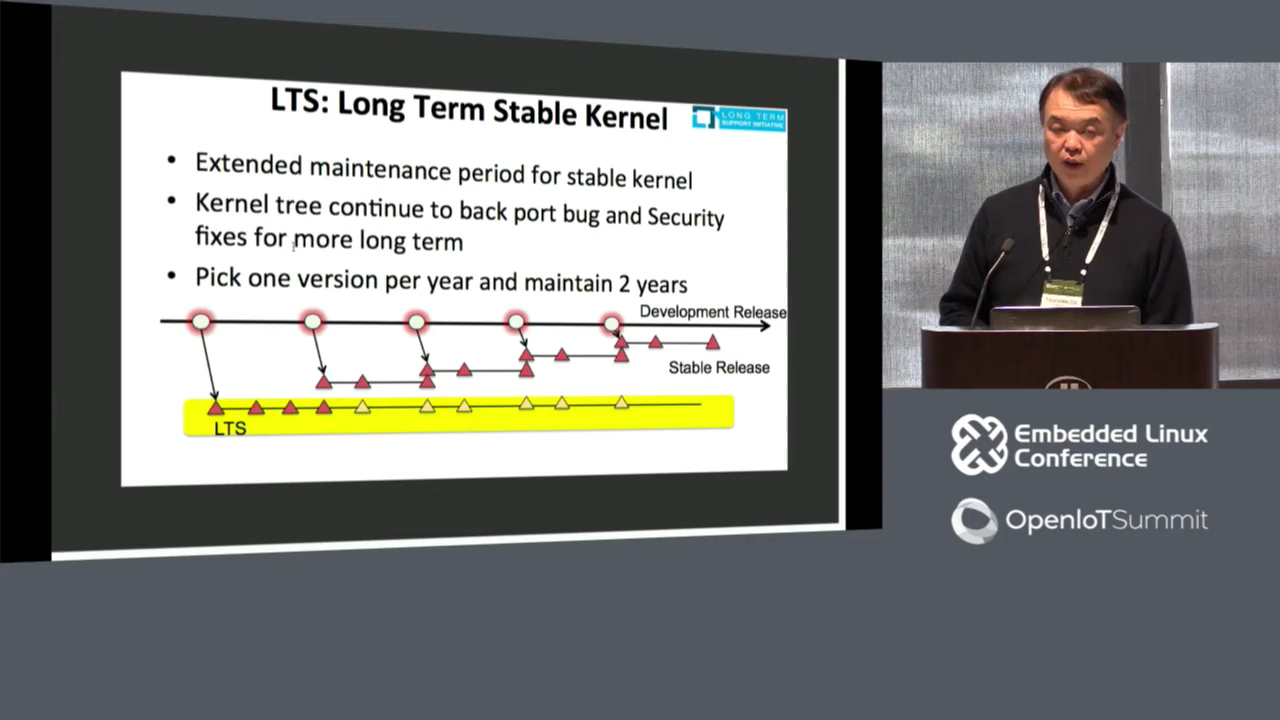 LTS: Long Term Stable Kernel
LONG TERM
SUPPORT INITIATIVE
• Extended maintenance period for stable kernel
• Kernel tree continue to back port bug and Security
fixes for more long term
• Pick one version per year and maintain 2 years
Development Release
Stable Release
LTS
Embedded Linux
Conference
OpenIoTSummit